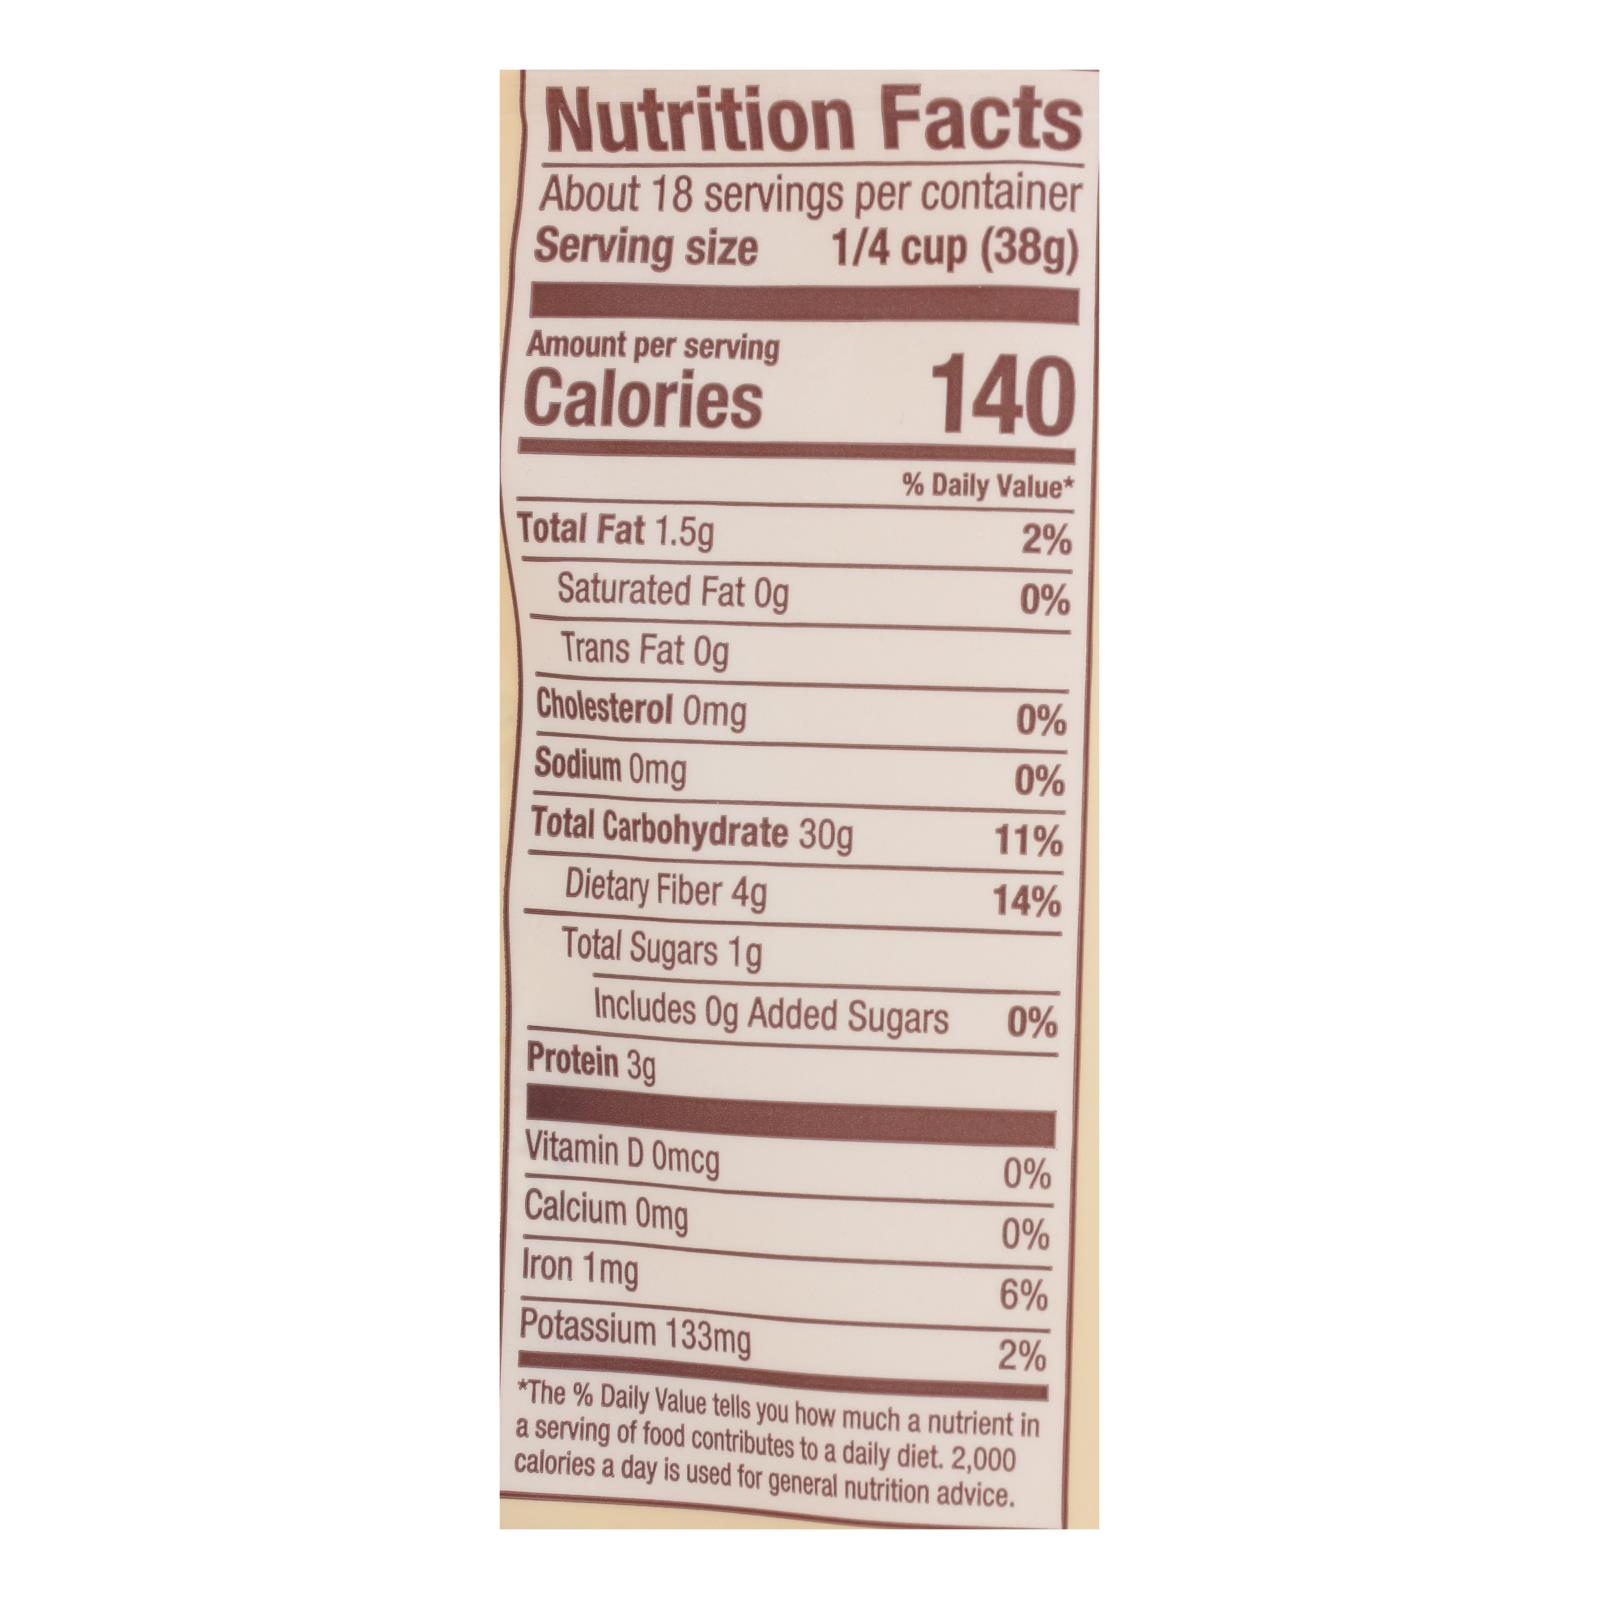 Nutrition Facts
About 18 servings per container
Serving size 1/4 cup (38g)
Amount per serving
Calories 140
% Daily Value*
Total Fat 1.5g 2%
Saturated Fat 0g 0%
Trans Fat 0g
Cholesterol 0mg 0%
Sodium 0mg 0%
Total Carbohydrate 30g 11%
Dietary Fiber 4g 14%
Total Sugars 1g
Includes 0g Added Sugars 0%
Protein 3g
Vitamin D 0mcg 0%
Calcium 0mg 0%
Iron 1mg 6%
Potassium 133mg 2%
*The % Daily Value tells you how much a nutrient in
a serving of food contributes to a daily diet. 2,000
calories a day is used for general nutrition advice.